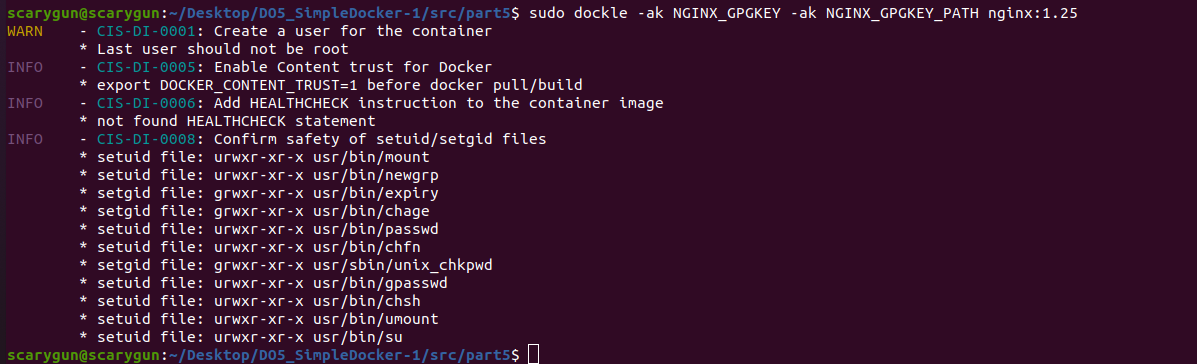 scarygun@scarygun:~/Desktop/DO5_SimpleDocker-1/src/part5$ sudo dockle -ak NGINX_GPGKEY -ak NGINX_GPGKEY_PATH nginx:1.25
WARN - CIS-DI-0001: Create a user for the container
* Last user should not be root
INFO - CIS-DI-0005: Enable Content trust for Docker
* export DOCKER_CONTENT_TRUST=1 before docker pull/build
INFO - CIS-DI-0006: Add HEALTHCHECK instruction to the container image
* not found HEALTHCHECK statement
INFO - CIS-DI-0008: Confirm safety of setuid/setgid files
* setuid file: urwxr-xr-x usr/bin/mount
* setuid file: urwxr-xr-x usr/bin/newgrp
* setgid file: grwxr-xr-x usr/bin/expiry
* setgid file: grwxr-xr-x usr/bin/chage
* setuid file: urwxr-xr-x usr/bin/passwd
* setuid file: urwxr-xr-x usr/bin/chfn
* setgid file: grwxr-xr-x usr/sbin/unix_chkpwd
* setuid file: urwxr-xr-x usr/bin/gpasswd
* setuid file: urwxr-xr-x usr/bin/chsh
* setuid file: urwxr-xr-x usr/bin/umount
* setuid file: urwxr-xr-x usr/bin/su
scarygun@scarygun:~/Desktop/DO5_SimpleDocker-1/src/part5$